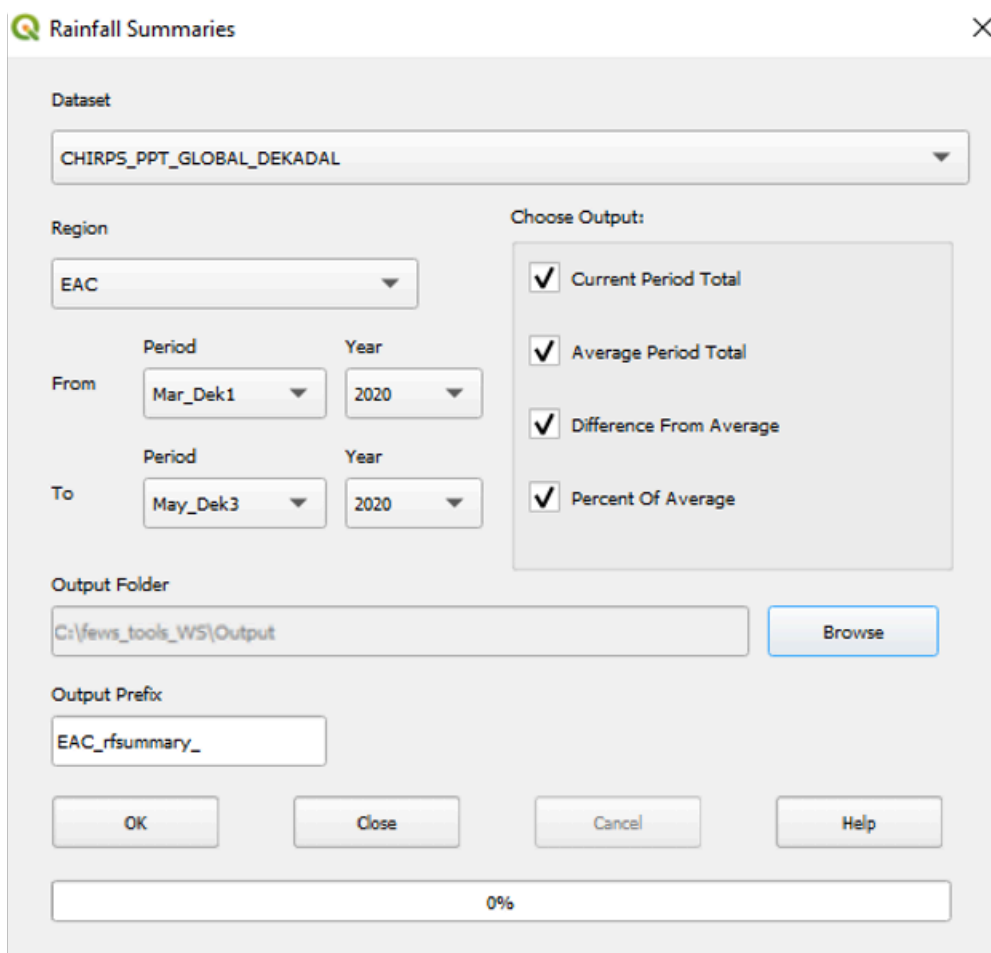 Rainfall Summaries
Dataset
CHIRPS_PPT_GLOBAL_DEKADAL
Region
EAC
Choose Output:
Current Period Total
Average Period Total
Difference From Average
Percent Of Average
Period Year
From Mar_Dek1 2020
Period Year
To May_Dek3 2020
Output Folder
C:\fews_tools_WS\Output Browse
Output Prefix
EAC_rfsummary_
OK Close Cancel Help
0%